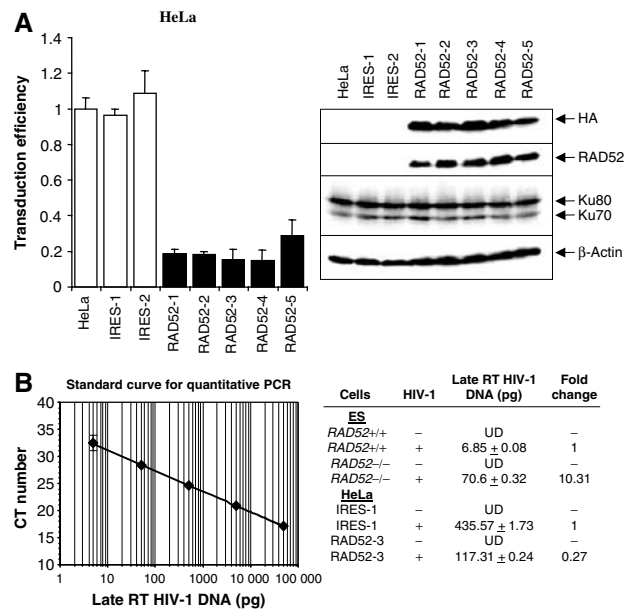 A
HeLa
Transduction efficiency
1.4
1.2
1
0.8
0.6
0.4
0.2
0
HeLa
IRES-1
IRES-2
RAD52-1
RAD52-2
RAD52-3
RAD52-4
RAD52-5
HeLa
IRES-1
IRES-2
RAD52-1
RAD52-2
RAD52-3
RAD52-4
RAD52-5
HA
RAD52
Ku80
Ku70
β-Actin
B
Standard curve for quantitative PCR
CT number
40
35
30
25
20
15
10
1 10 100 1000 10 000 100 000
Late RT HIV-1 DNA (pg)
Cells HIV-1 Late RT HIV-1 DNA (pg) Fold change
ES
RAD52+/+ – UD –
RAD52+/+ + 6.85 ± 0.08 1
RAD52–/– – UD –
RAD52–/– + 70.6 ± 0.32 10.31
HeLa
IRES-1 – UD –
IRES-1 + 435.57 ± 1.73 1
RAD52-3 – UD –
RAD52-3 + 117.31 ± 0.24 0.27